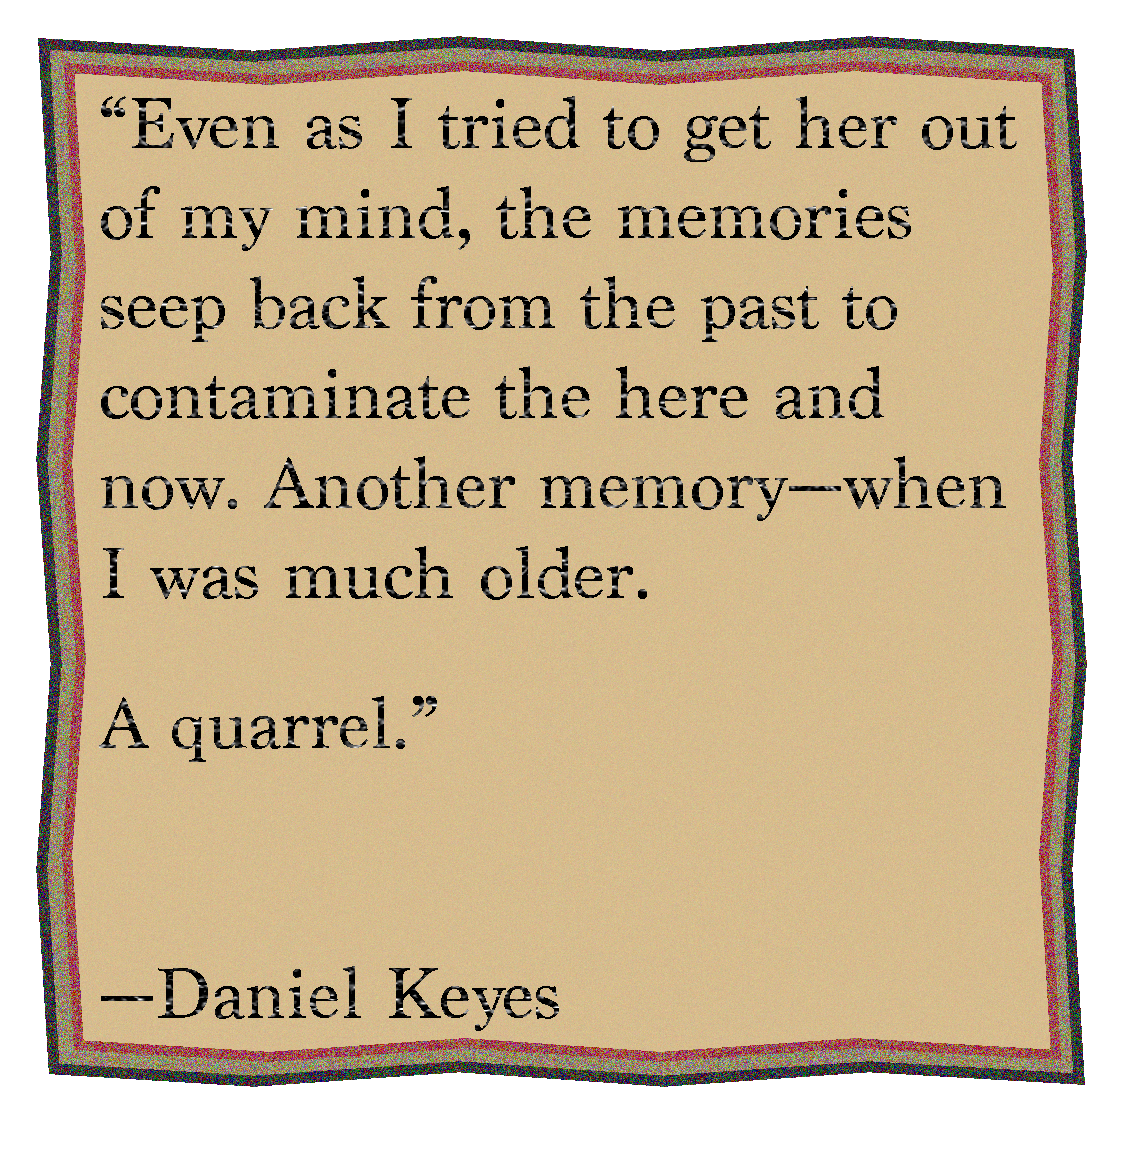 “Even as I tried to get her out
of my mind, the memories
seep back from the past to
contaminate the here and
now. Another memory—when
I was much older.
A quarrel.”
—Daniel Keyes